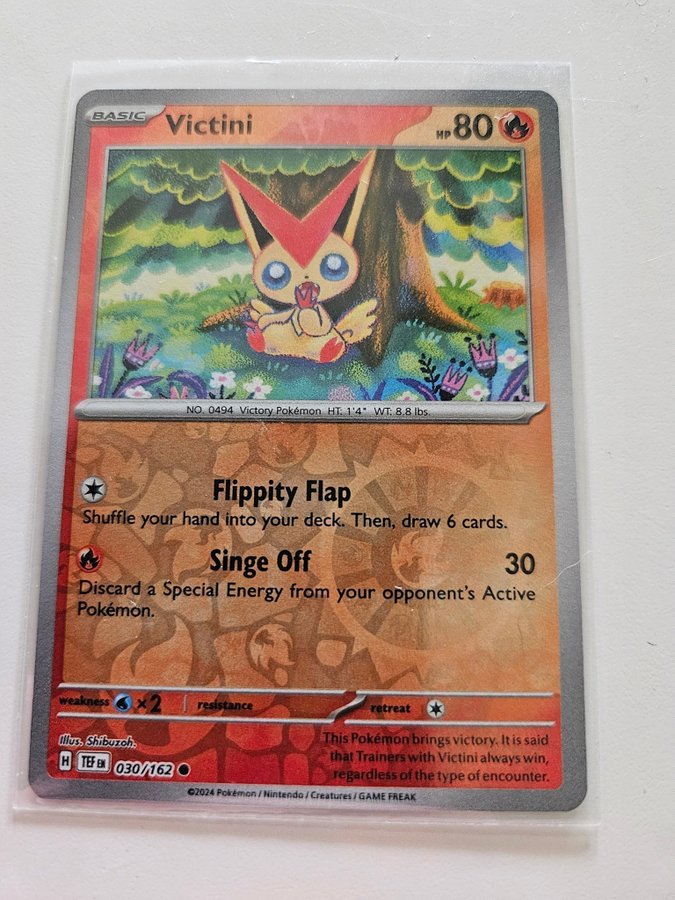 BASIC Victini HP 80
NO. 0494 Victory Pokémon HT: 1'4" WT: 8.8 lbs.
Flippity Flap
Shuffle your hand into your deck. Then, draw 6 cards.
Singe Off 30
Discard a Special Energy from your opponent's Active
Pokémon.
weakness ×2 resistance retreat
Illus. Shibuzoh.
This Pokémon brings victory. It is said
that Trainers with Victini always win,
regardless of the type of encounter.
H TEF EN 030/162
©2024 Pokémon / Nintendo / Creatures / GAME FREAK